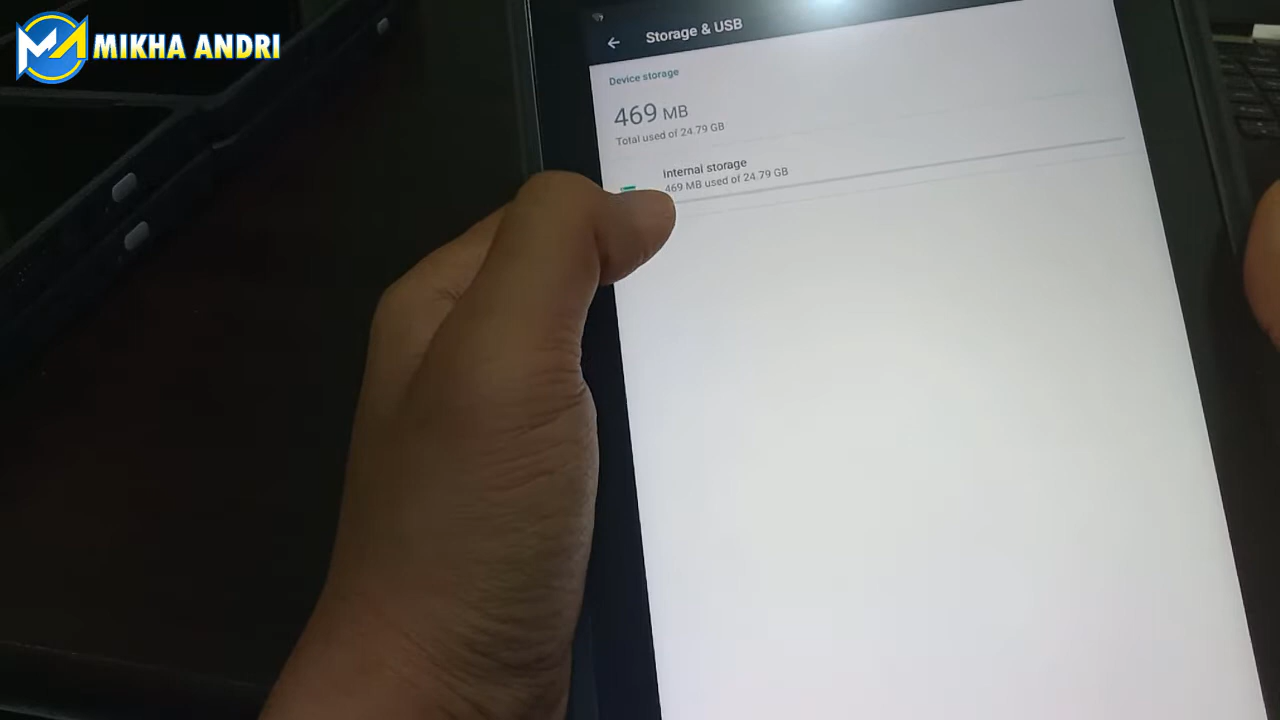 MA MIKHA ANDRI
Storage & USB
Device storage
469 MB
Total used of 24.79 GB
Internal storage
469 MB used of 24.79 GB